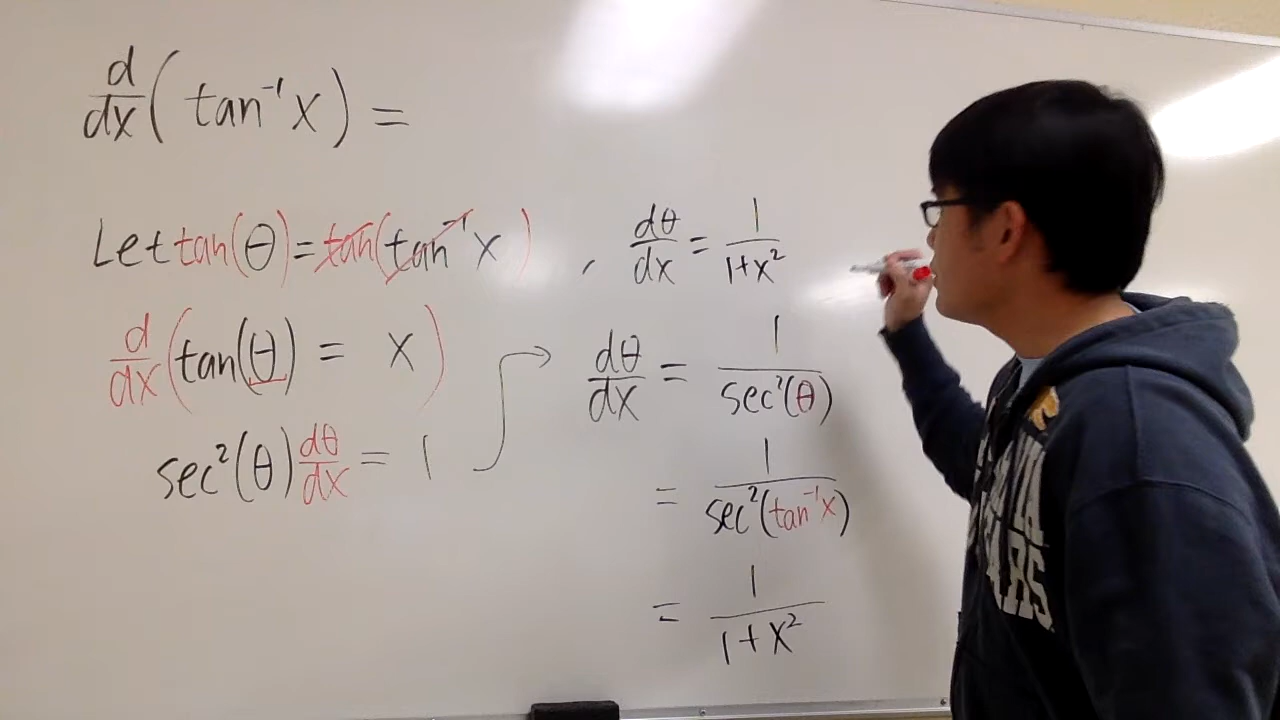 d/dx (tan⁻¹x) =
Let tan(θ) = tan(tan⁻¹x)
d/dx (tan(θ) = x)
sec²(θ) dθ/dx = 1
, dθ/dx = 1/(1+x²)
dθ/dx = 1/sec²(θ)
= 1/sec²(tan⁻¹x)
= 1/(1+x²)